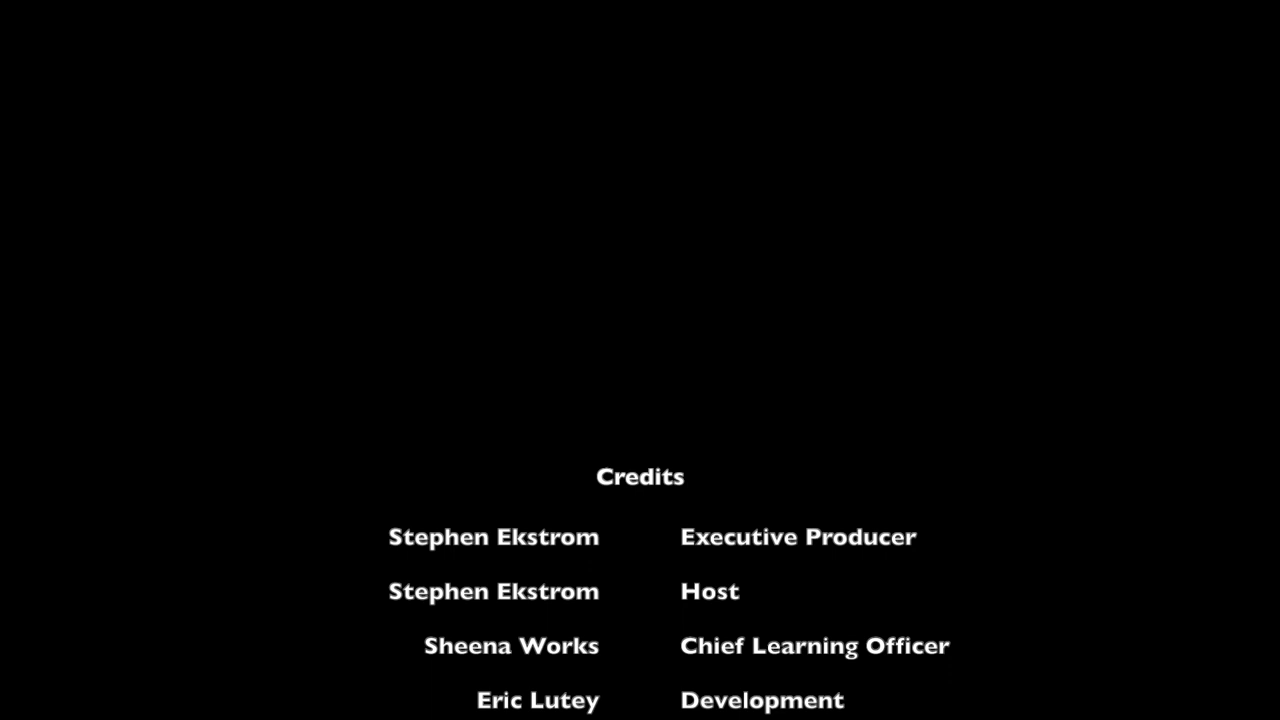 Credits
Stephen Ekstrom Executive Producer
Stephen Ekstrom Host
Sheena Works Chief Learning Officer
Eric Lutey Development